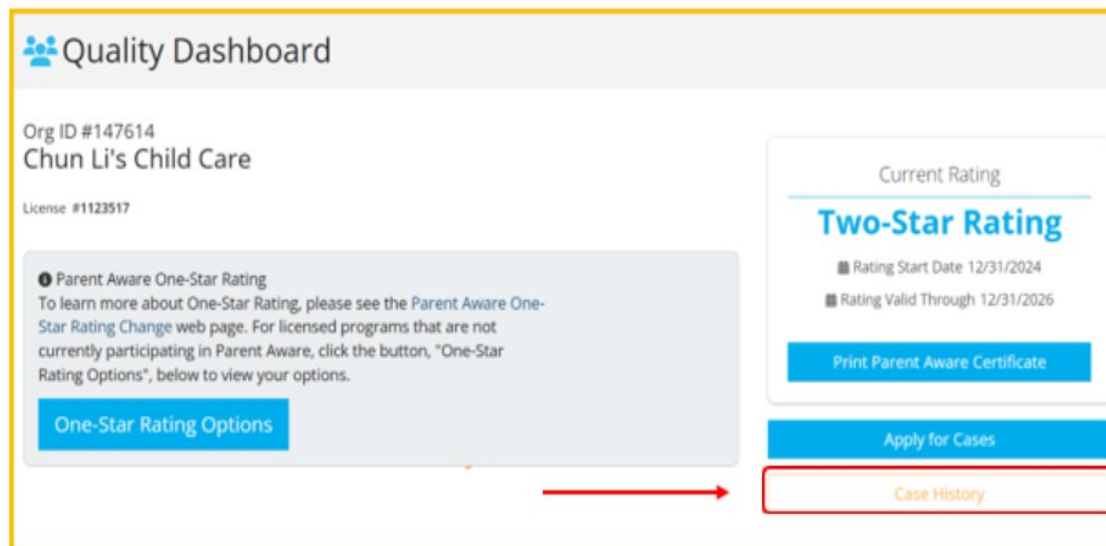 Quality Dashboard
Org ID #147614
Chun Li's Child Care
License #1123517
Parent Aware One-Star Rating
To learn more about One-Star Rating, please see the Parent Aware One-
Star Rating Change web page. For licensed programs that are not
currently participating in Parent Aware, click the button, "One-Star
Rating Options", below to view your options.
One-Star Rating Options
Current Rating
Two-Star Rating
Rating Start Date 12/31/2024
Rating Valid Through 12/31/2026
Print Parent Aware Certificate
Apply for Cases
Case History